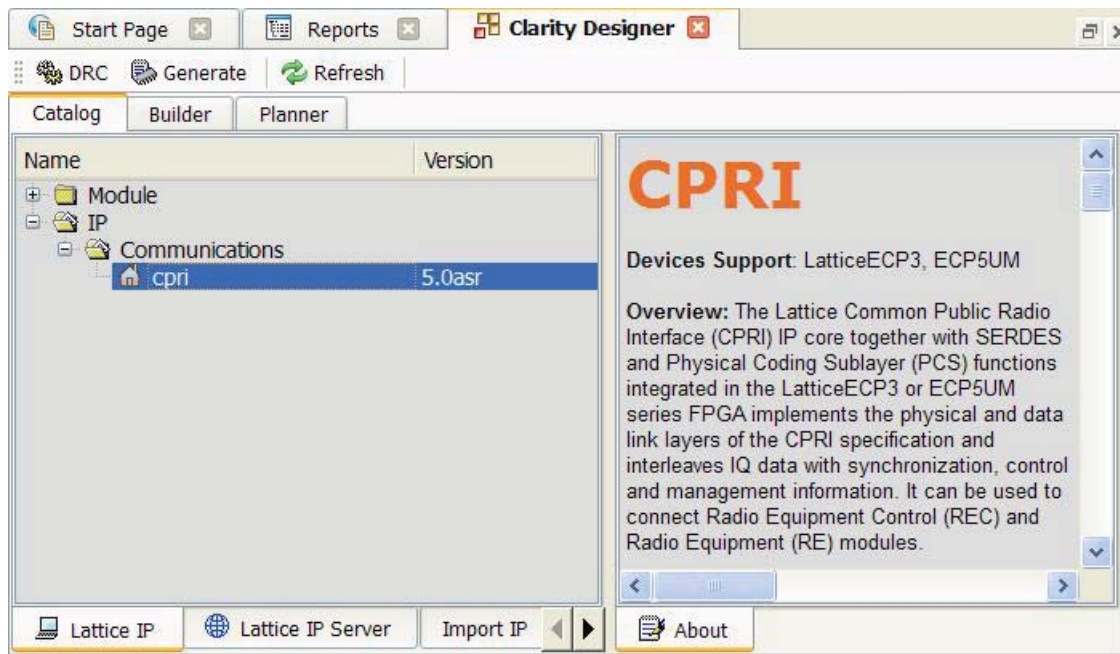 Start Page Reports Clarity Designer
DRC Generate Refresh
Catalog Builder Planner
Name Version
Module
IP
Communications
cpri 5.0asr
CPRI
Devices Support: LatticeECP3, ECP5UM
Overview: The Lattice Common Public Radio
Interface (CPRI) IP core together with SERDES
and Physical Coding Sublayer (PCS) functions
integrated in the LatticeECP3 or ECP5UM
series FPGA implements the physical and data
link layers of the CPRI specification and
interleaves IQ data with synchronization, control
and management information. It can be used to
connect Radio Equipment Control (REC) and
Radio Equipment (RE) modules.
Lattice IP Lattice IP Server Import IP
About